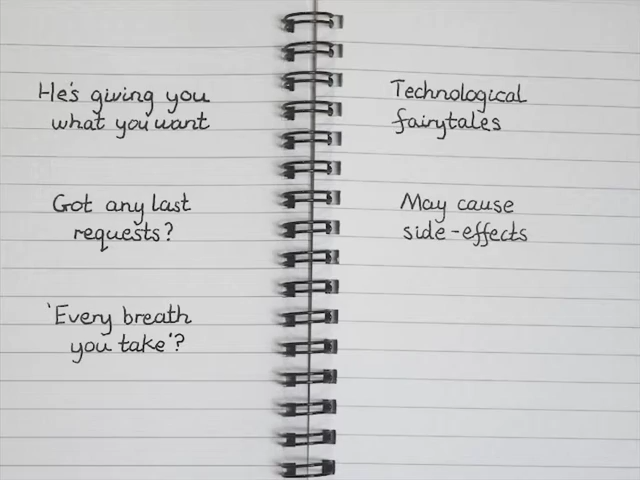 He's giving you
what you want
Got any last
requests?
'Every breath
you take'?
Technological
fairytales
May cause
side-effects